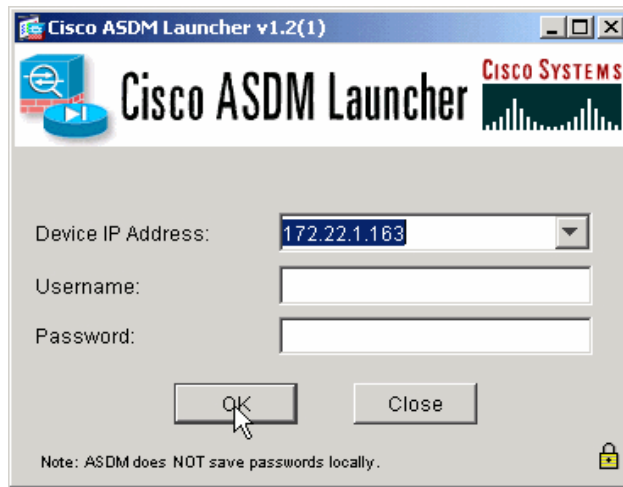 Cisco ASDM Launcher v1.2(1)
Cisco ASDM Launcher
CISCO SYSTEMS
Device IP Address: 172.22.1.163
Username:
Password:
OK Close
Note: ASDM does NOT save passwords locally.